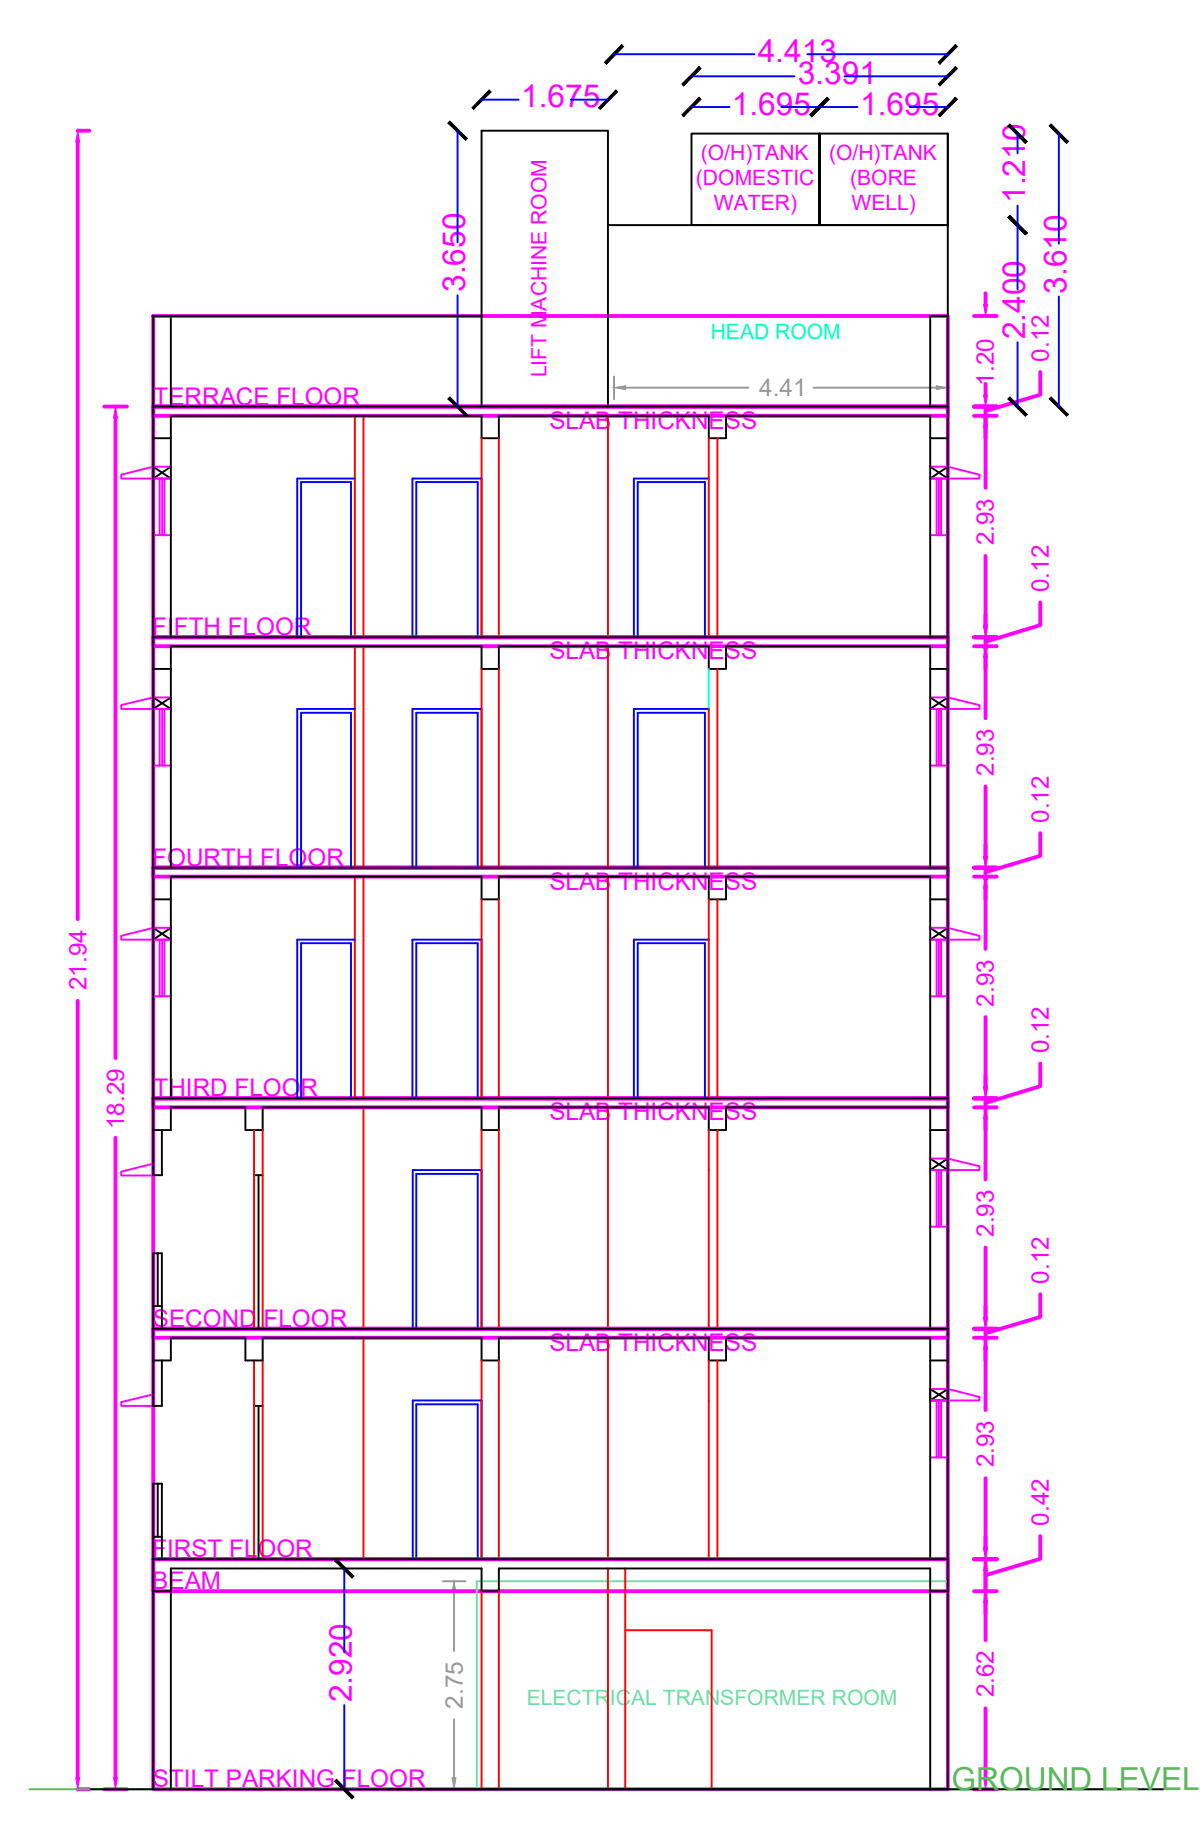 4.413
3.391
1.675
1.695
1.695
(O/H)TANK
(DOMESTIC
WATER)
(O/H)TANK
(BORE
WELL)
1.210
LIFT MACHINE ROOM
3.650
2.400
3.610
HEAD ROOM
1.20
0.12
4.41
TERRACE FLOOR
SLAB THICKNESS
2.93
0.12
FIFTH FLOOR
SLAB THICKNESS
2.93
0.12
FOURTH FLOOR
SLAB THICKNESS
21.94
2.93
0.12
18.29
THIRD FLOOR
SLAB THICKNESS
2.93
0.12
SECOND FLOOR
SLAB THICKNESS
2.93
0.42
FIRST FLOOR
BEAM
2.920
2.75
2.62
ELECTRICAL TRANSFORMER ROOM
STILT PARKING FLOOR
GROUND LEVEL